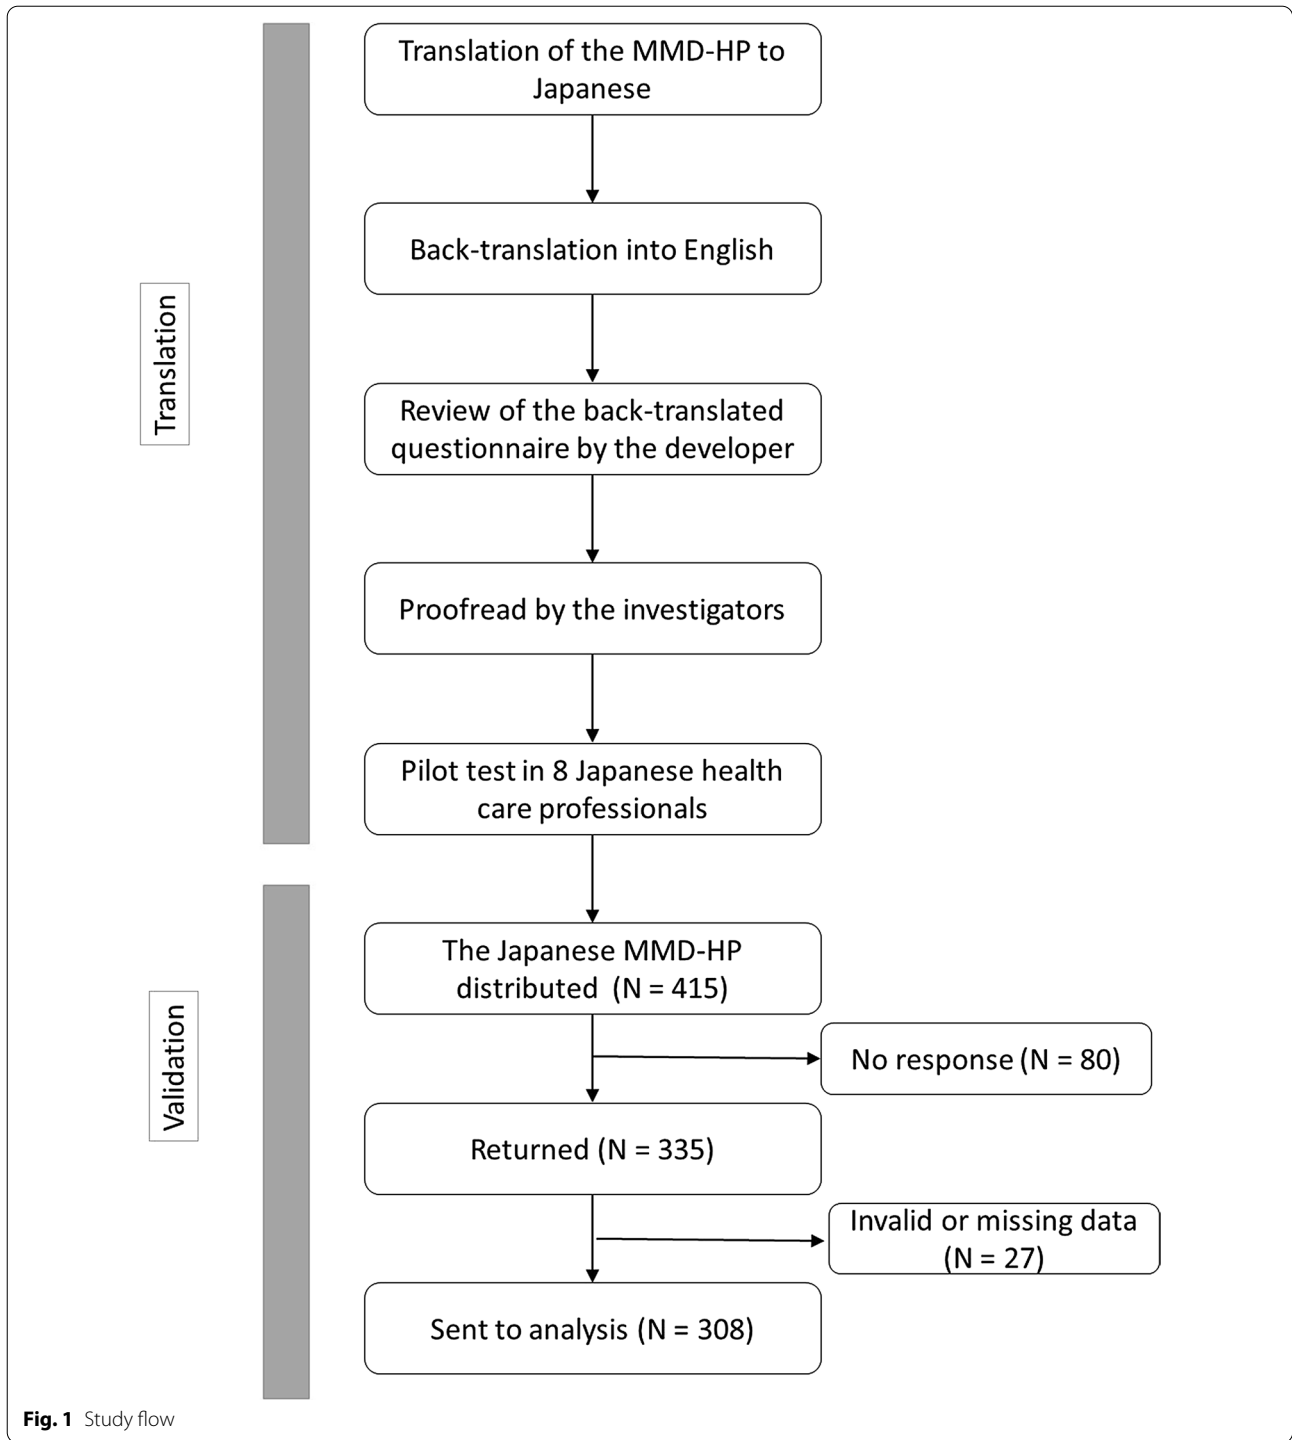 Translation of the MMD-HP to
Japanese
Back-translation into English
Review of the back-translated
questionnaire by the developer
Translation
Proofread by the investigators
Pilot test in 8 Japanese health
care professionals
The Japanese MMD-HP
distributed (N = 415)
No response (N = 80)
Validation
Returned (N = 335)
Invalid or missing data
(N = 27)
Sent to analysis (N = 308)
Fig. 1 Study flow